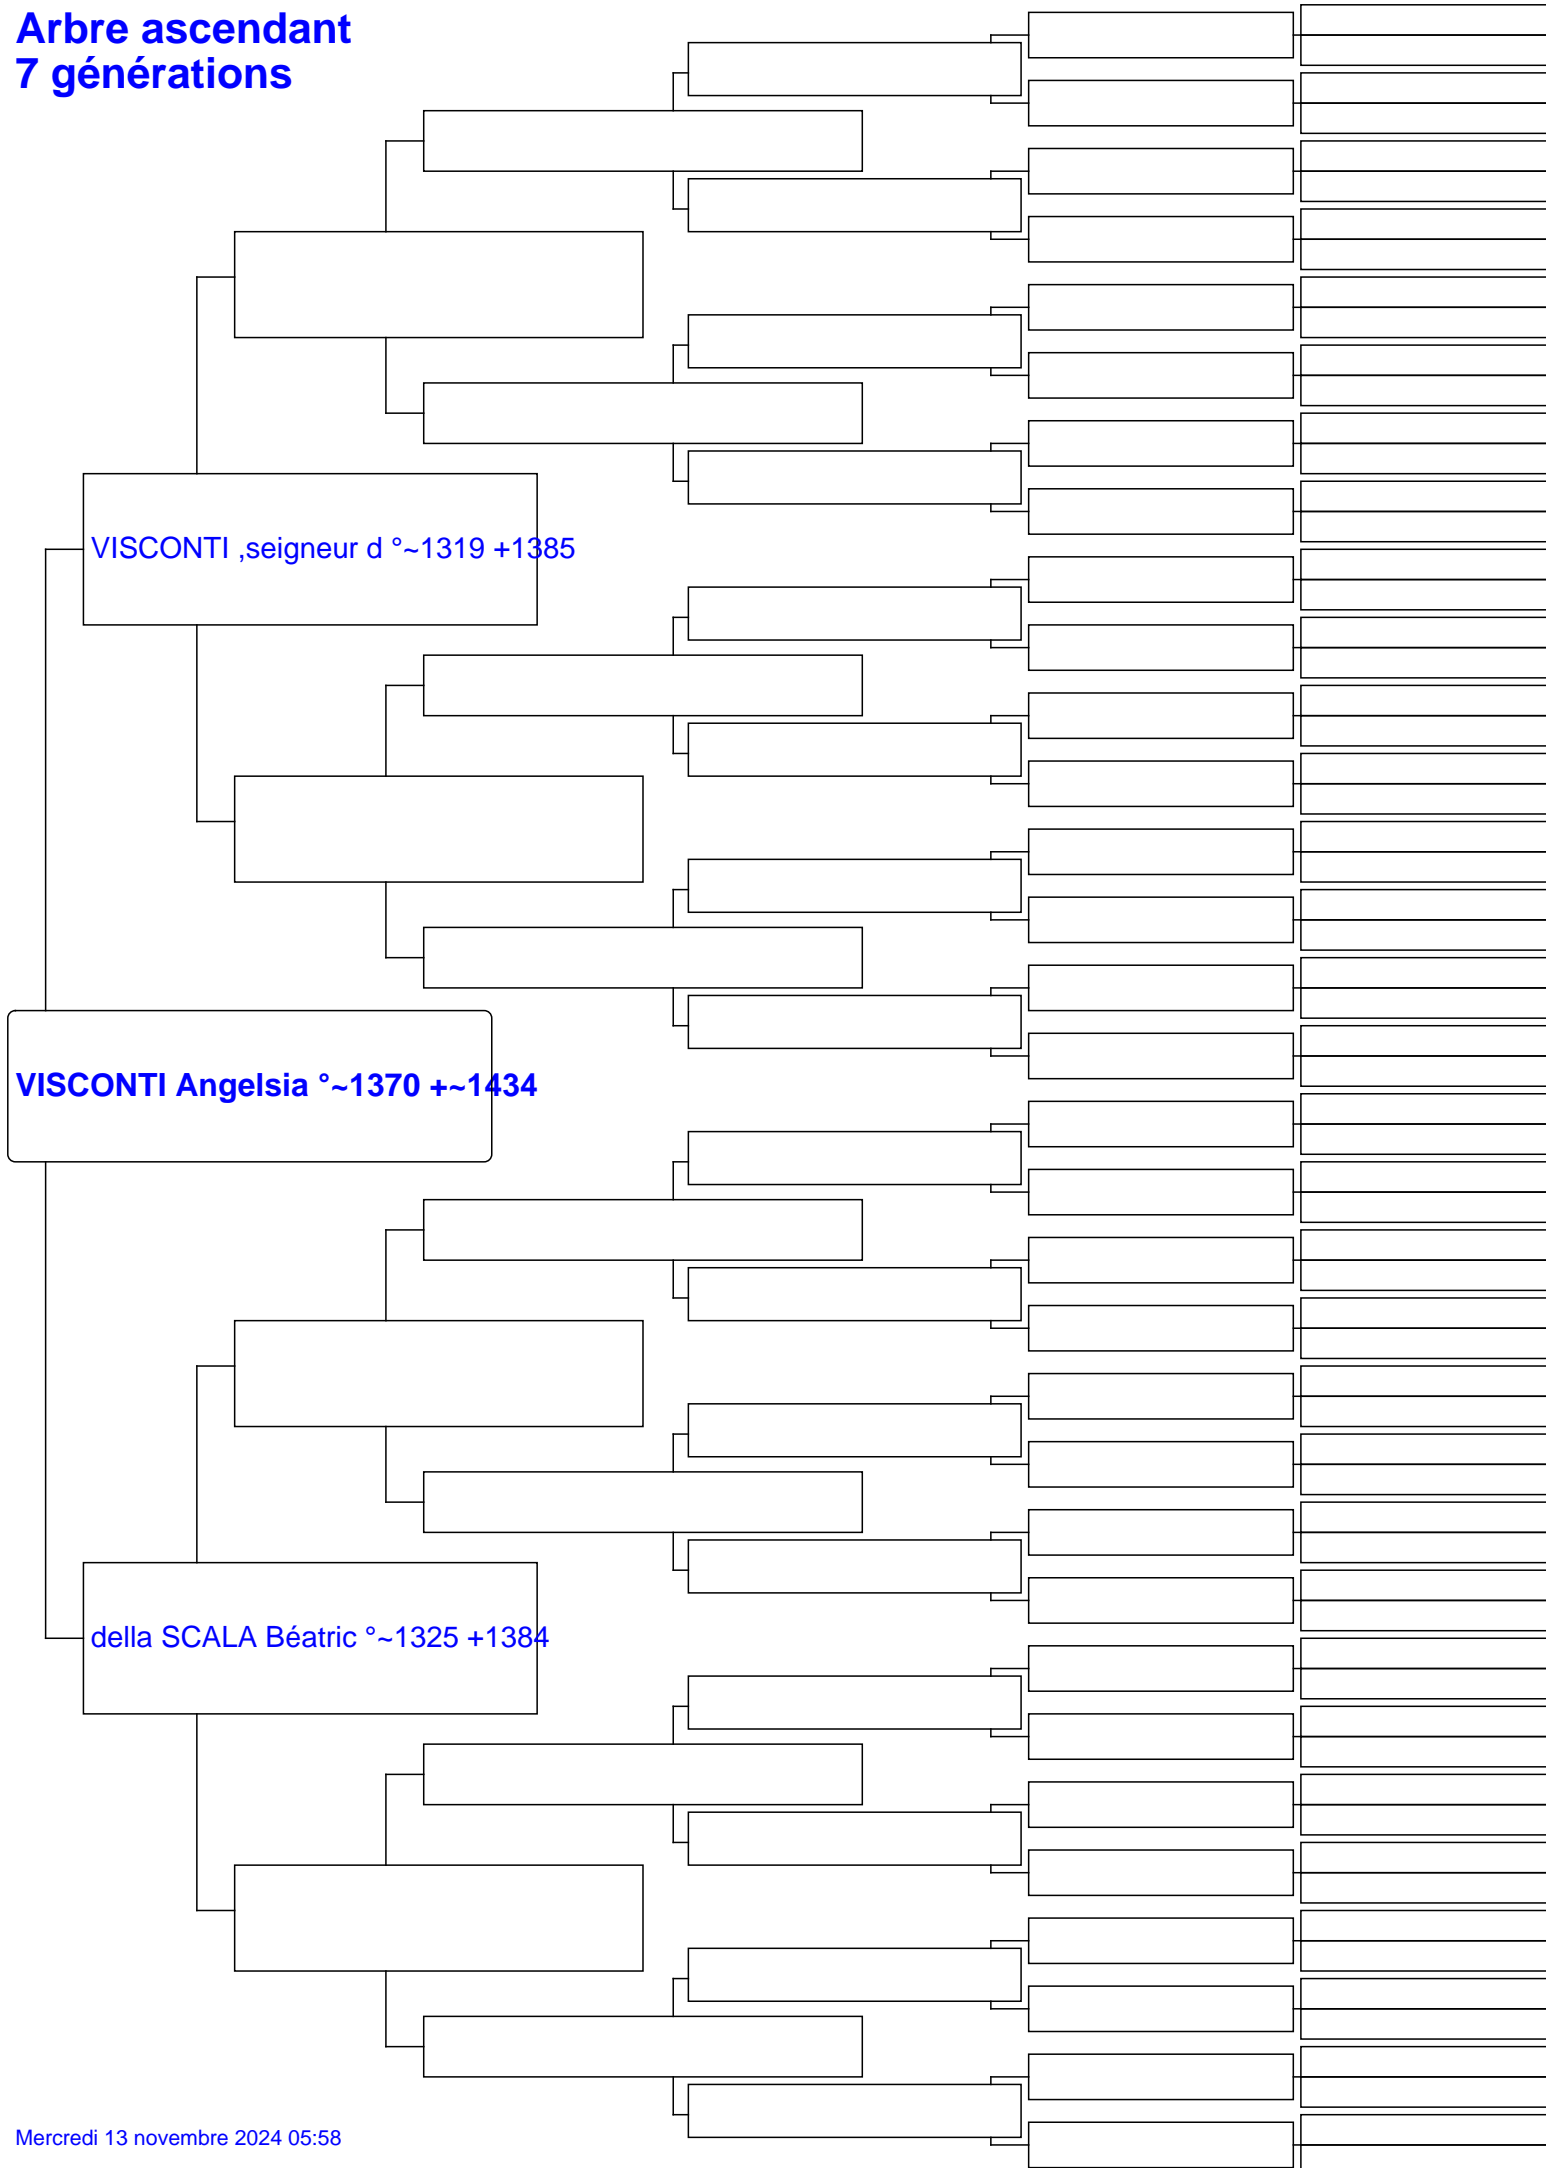 Arbre ascendant
7 générations
VISCONTI ,seigneur d °~1319 +1385
VISCONTI Angelsia °~1370 +~1434
della SCALA Béatric °~1325 +1384
Mercredi 13 novembre 2024 05:58